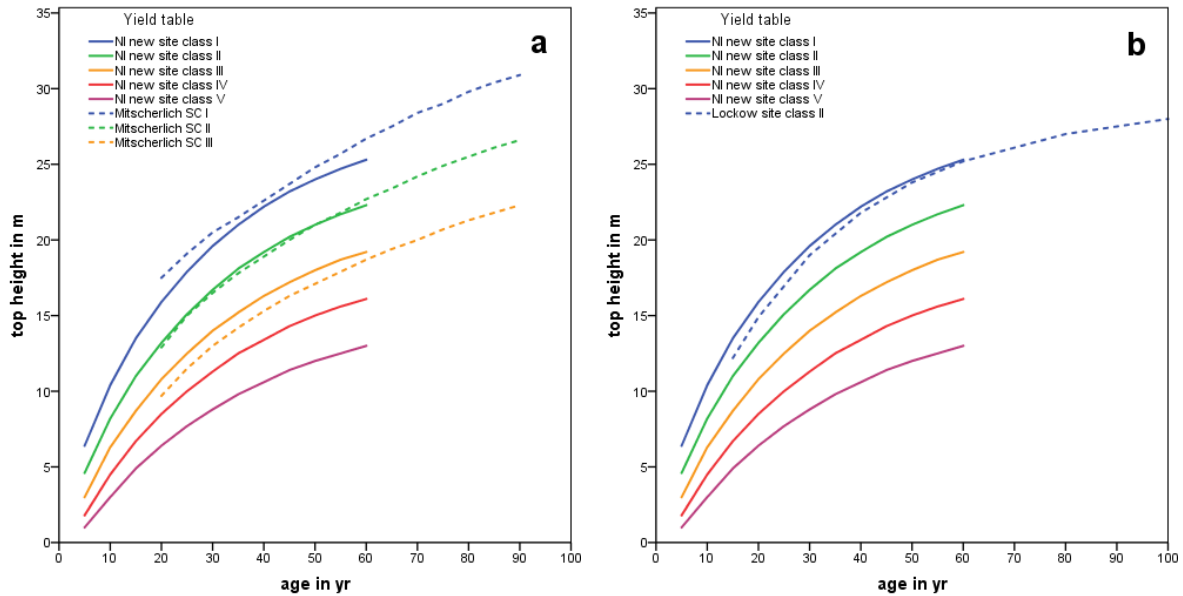 Yield table
NI new site class I
NI new site class II
NI new site class III
NI new site class IV
NI new site class V
Mitscherlich SC I
Mitscherlich SC II
Mitscherlich SC III
a
35
30
25
20
15
10
5
0
top height in m
0 10 20 30 40 50 60 70 80 90 100
age in yr
Yield table
NI new site class I
NI new site class II
NI new site class III
NI new site class IV
NI new site class V
Lockow site class II
b
35
30
25
20
15
10
5
0
top height in m
0 10 20 30 40 50 60 70 80 90 100
age in yr